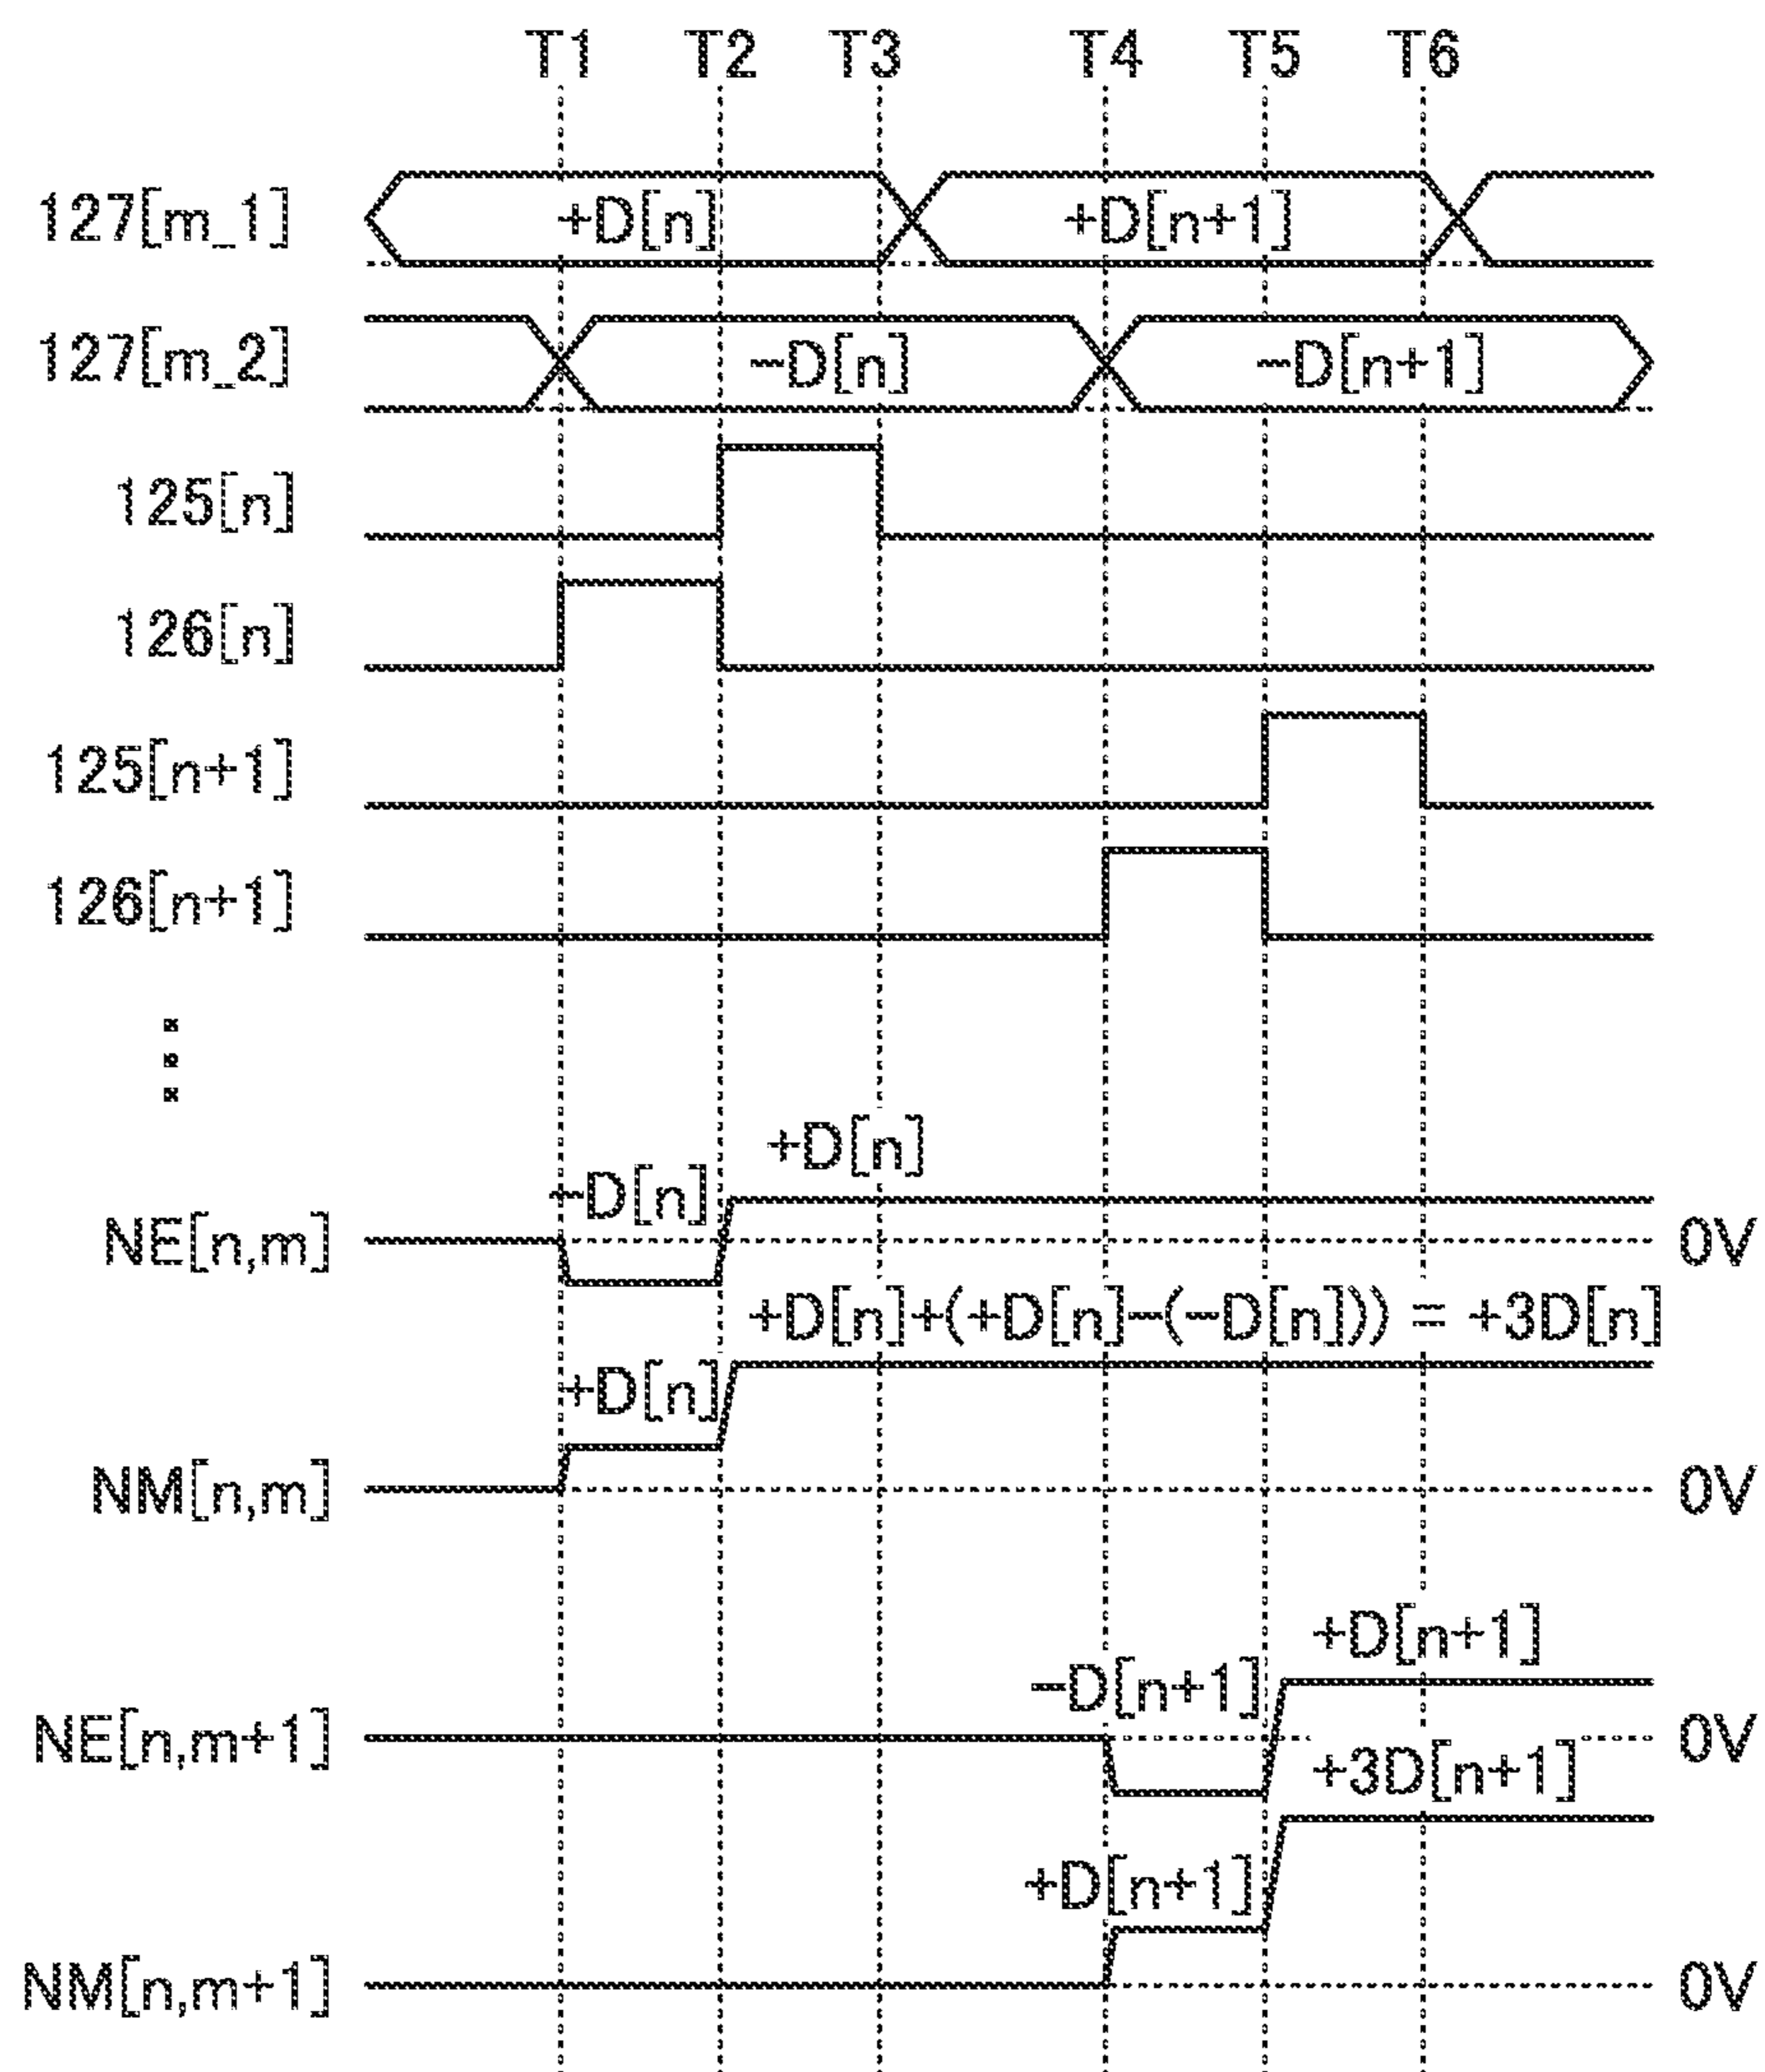 T1 T2 T3 T4 T5 T6
127[m_1] +D[n] +D[n+1]
127[m_2] -D[n] -D[n+1]
125[n]
126[n]
125[n+1]
126[n+1]
+D[n]
-D[n]
NE[n,m] 0V
+D[n]+(+D[n]-(-D[n])) = +3D[n]
+D[n]
NM[n,m] 0V
+D[n+1]
-D[n+1]
NE[n,m+1] 0V
+3D[n+1]
+D[n+1]
NM[n,m+1] 0V